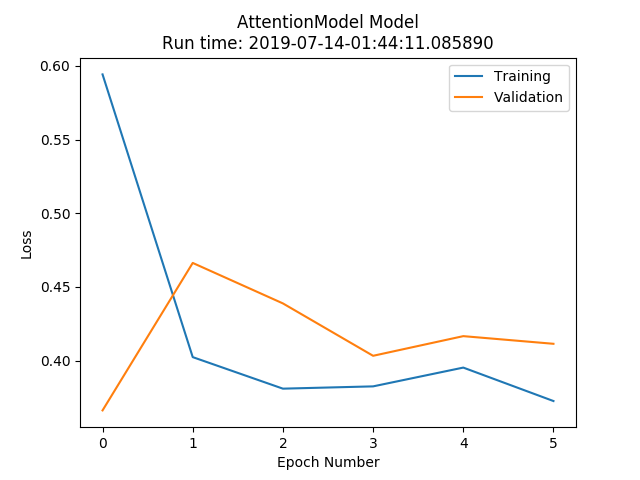 AttentionModel Model
Run time: 2019-07-14-01:44:11.085890
Training
Validation
0.60
0.55
0.50
0.45
0.40
Loss
0 1 2 3 4 5
Epoch Number